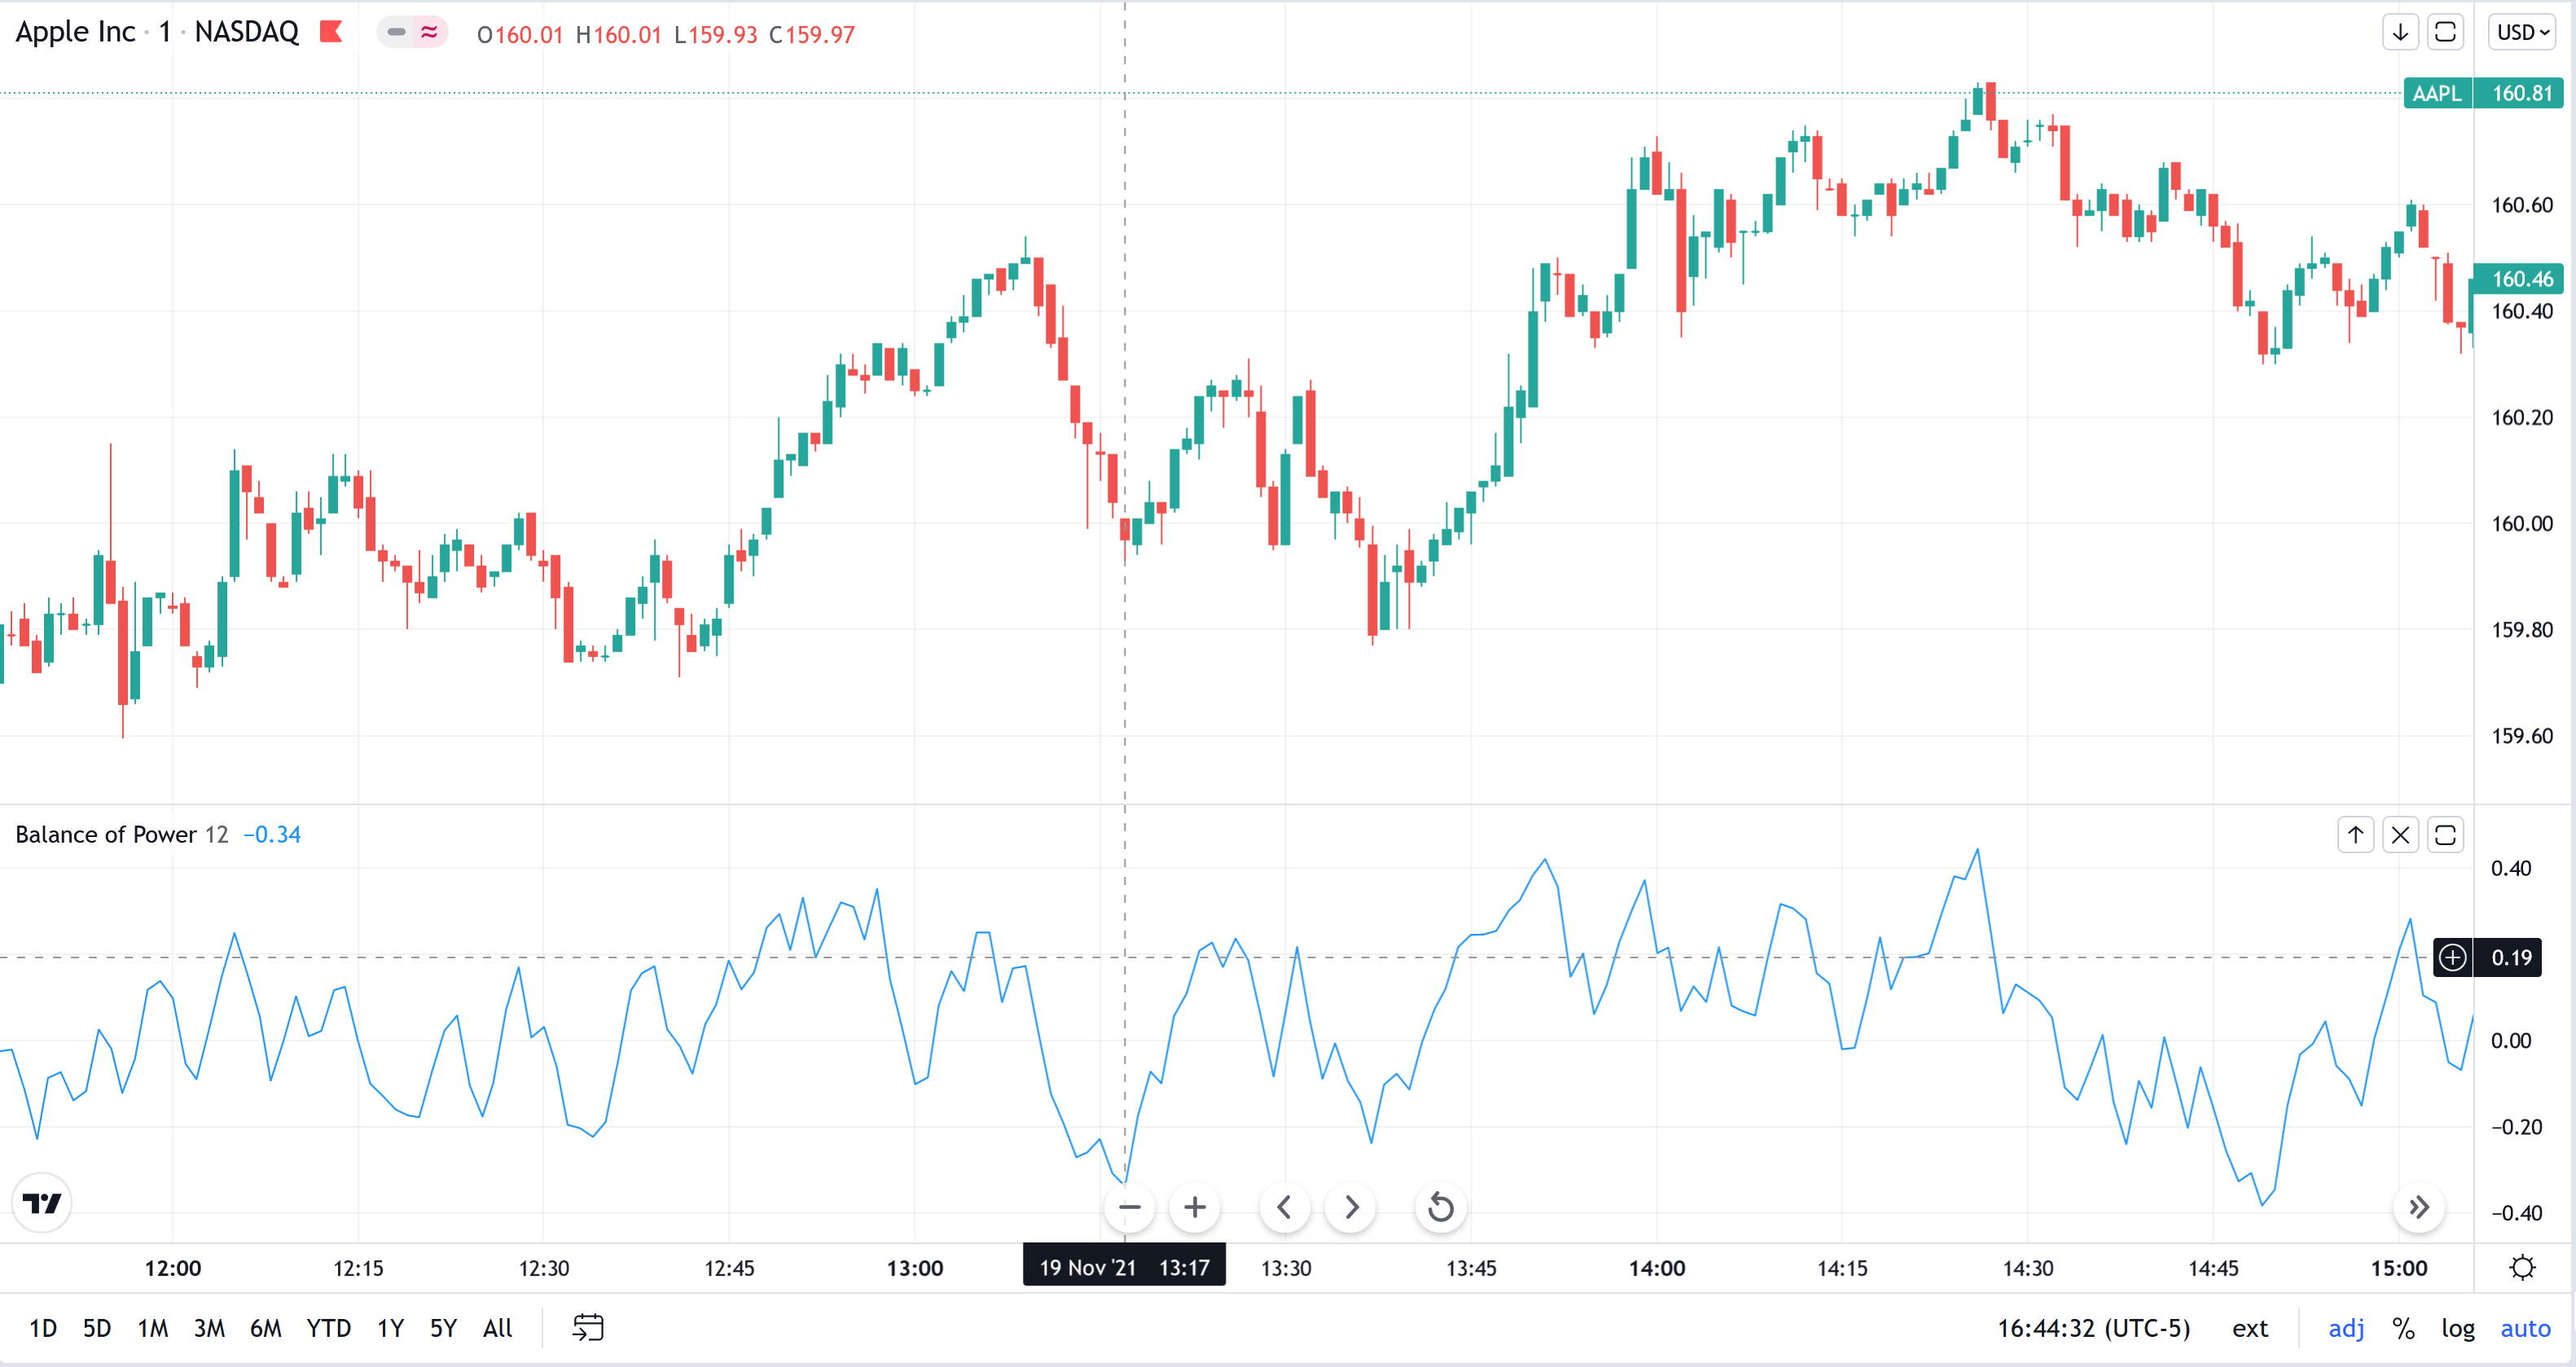 Apple Inc · 1 · NASDAQ O160.01 H160.01 L159.93 C159.97 USD
AAPL 160.81
160.60
160.46
160.40
160.20
160.00
159.80
159.60
Balance of Power 12 −0.34
0.40
0.19
0.00
−0.20
−0.40
12:00 12:15 12:30 12:45 13:00 19 Nov '21 13:17 13:30 13:45 14:00 14:15 14:30 14:45 15:00
1D 5D 1M 3M 6M YTD 1Y 5Y All 16:44:32 (UTC-5) ext adj % log auto